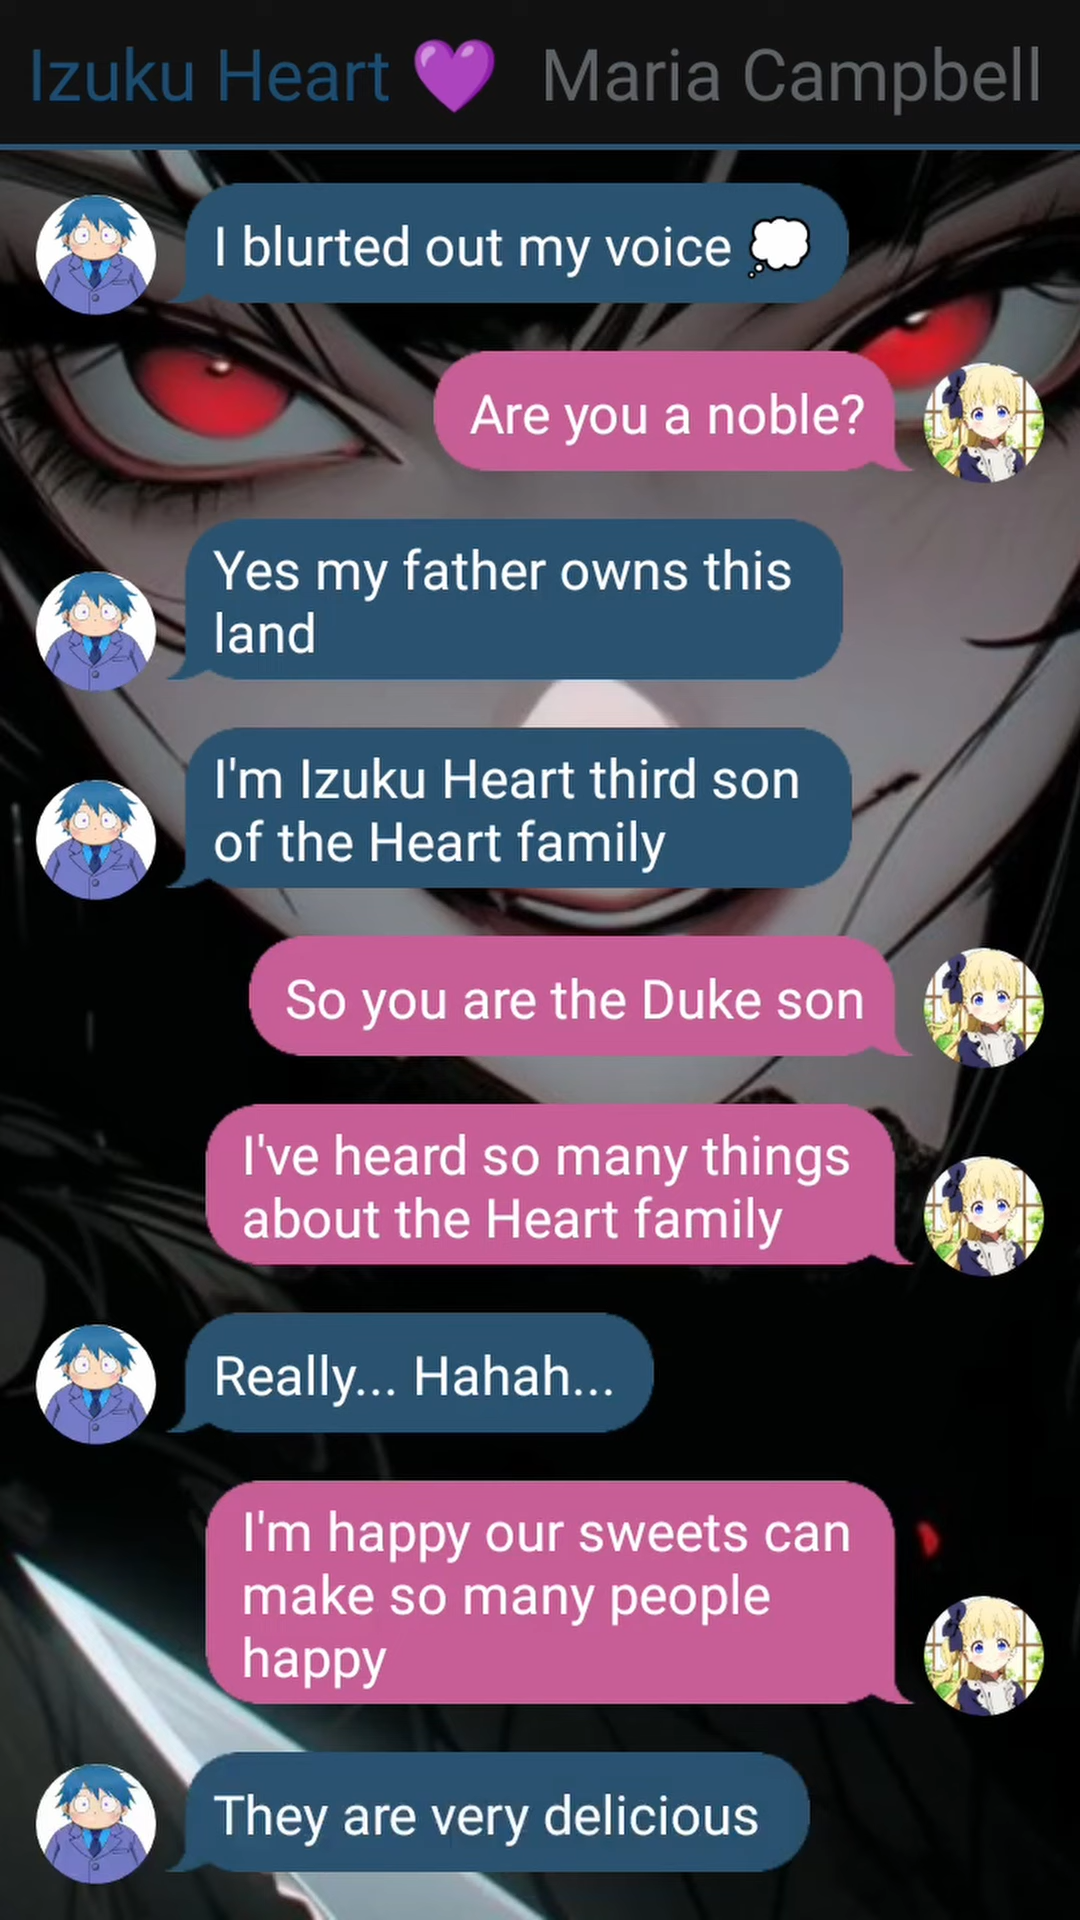 Izuku Heart 💜 Maria Campbell
I blurted out my voice 💭
Are you a noble?
Yes my father owns this
land
I'm Izuku Heart third son
of the Heart family
So you are the Duke son
I've heard so many things
about the Heart family
Really... Hahah...
I'm happy our sweets can
make so many people
happy
They are very delicious